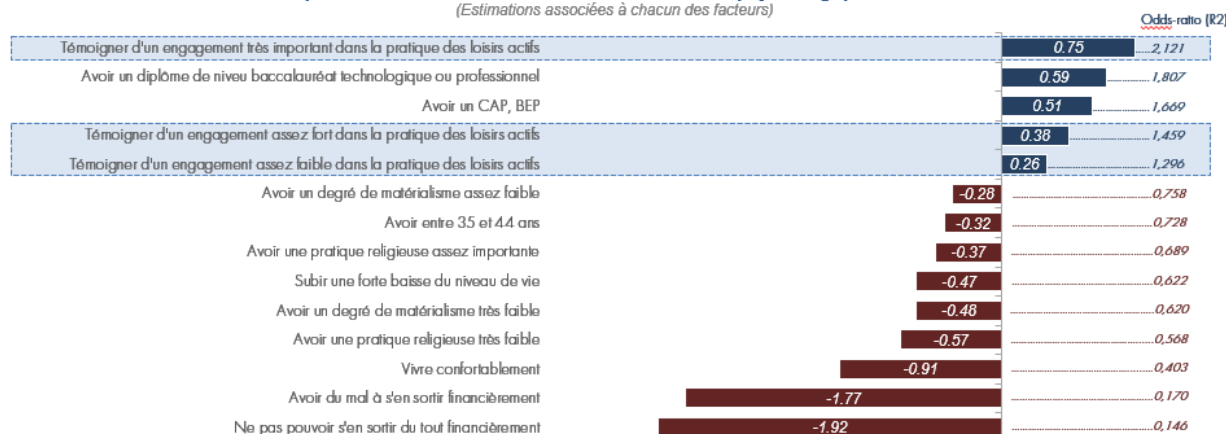 (Estimations associées à chacun des facteurs)
Odds-ratio (R2)
Témoigner d'un engagement très important dans la pratique des loisirs actifs 0.75 2,121
Avoir un diplôme de niveu baccalauréat technologique ou professionnel 0.59 1,807
Avoir un CAP, BEP 0.51 1,669
Témoigner d'un engagement assez fort dans la pratique des loisirs actifs 0.38 1,459
Témoigner d'un engagement assez faible dans la pratique des loisirs actifs 0.26 1,296
Avoir un degré de matérialisme assez faible -0.28 0,758
Avoir entre 35 et 44 ans -0.32 0,728
Avoir une pratique religieuse assez importante -0.37 0,689
Subir une forte baisse du niveau de vie -0.47 0,622
Avoir un degré de matérialisme très faible -0.48 0,620
Avoir une pratique religieuse très faible -0.57 0,568
Vivre confortablement -0.91 0,403
Avoir du mal à s'en sortir financièrement -1.77 0,170
Ne pas pouvoir s'en sortir du tout financièrement -1.92 0,146